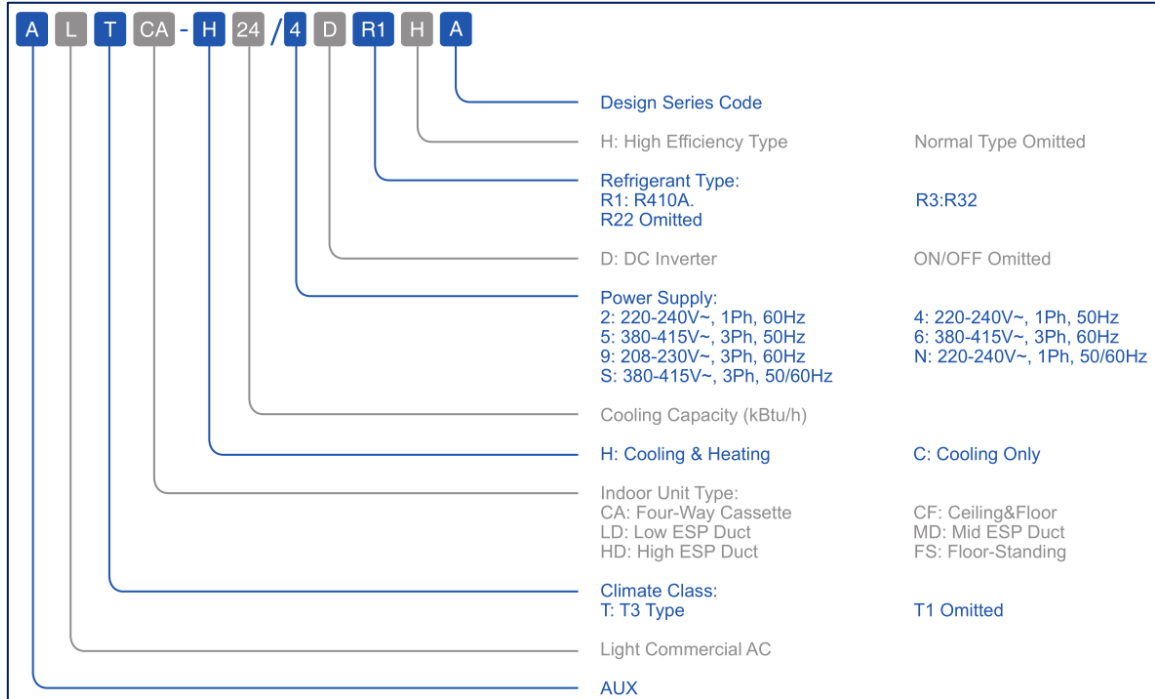 A L T CA - H 24 / 4 D R1 H A
Design Series Code
H: High Efficiency Type Normal Type Omitted
Refrigerant Type:
R1: R410A. R3:R32
R22 Omitted
D: DC Inverter ON/OFF Omitted
Power Supply:
2: 220-240V~, 1Ph, 60Hz 4: 220-240V~, 1Ph, 50Hz
5: 380-415V~, 3Ph, 50Hz 6: 380-415V~, 3Ph, 60Hz
9: 208-230V~, 3Ph, 60Hz N: 220-240V~, 1Ph, 50/60Hz
S: 380-415V~, 3Ph, 50/60Hz
Cooling Capacity (kBtu/h)
H: Cooling & Heating C: Cooling Only
Indoor Unit Type:
CA: Four-Way Cassette CF: Ceiling&Floor
LD: Low ESP Duct MD: Mid ESP Duct
HD: High ESP Duct FS: Floor-Standing
Climate Class:
T: T3 Type T1 Omitted
Light Commercial AC
AUX